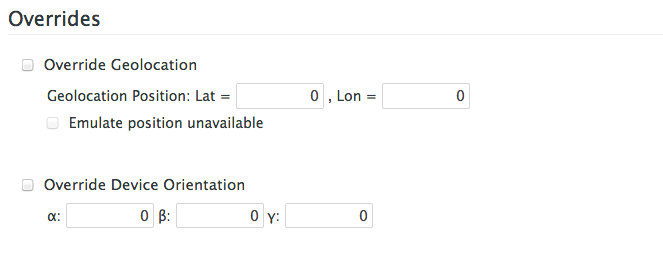 Overrides
Override Geolocation
Geolocation Position: Lat = 0 , Lon = 0
Emulate position unavailable
Override Device Orientation
α: 0 β: 0 γ: 0